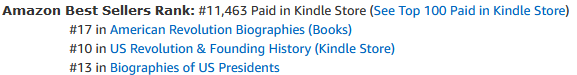 Amazon Best Sellers Rank: #11,463 Paid in Kindle Store (See Top 100 Paid in Kindle Store)
#17 in American Revolution Biographies (Books)
#10 in US Revolution & Founding History (Kindle Store)
#13 in Biographies of US Presidents